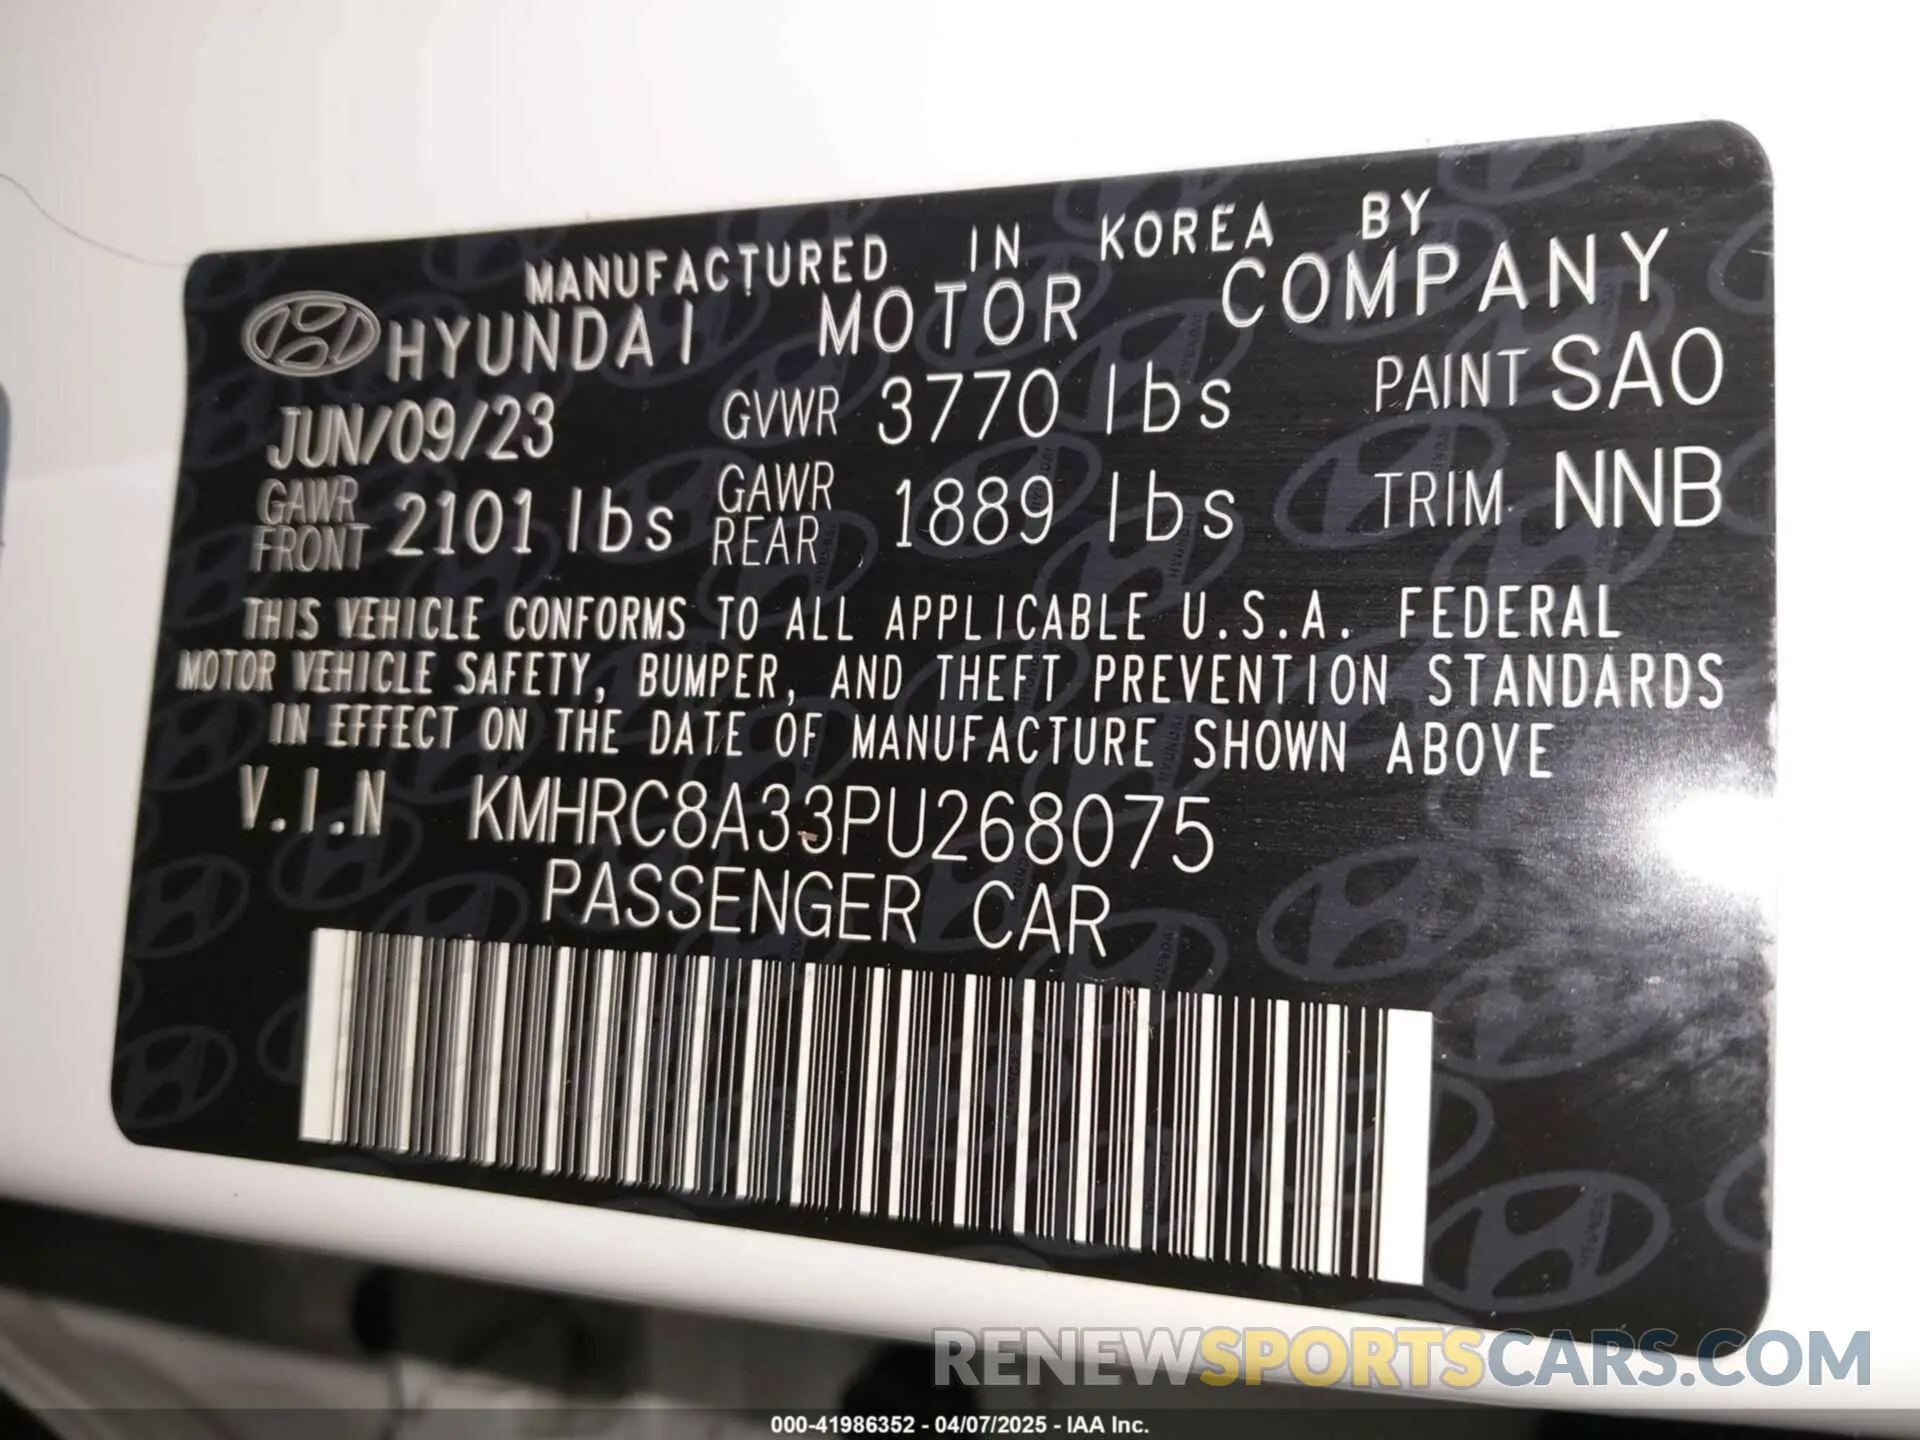 MANUFACTURED IN KOREA BY
HYUNDAI MOTOR COMPANY
JUN/09/23 GVWR 3770 lbs PAINT SAO
GAWR FRONT 2101 lbs GAWR REAR 1889 lbs TRIM NNB
THIS VEHICLE CONFORMS TO ALL APPLICABLE U.S.A. FEDERAL
MOTOR VEHICLE SAFETY, BUMPER, AND THEFT PREVENTION STANDARDS
IN EFFECT ON THE DATE OF MANUFACTURE SHOWN ABOVE
V.I.N KMHRC8A33PU268075
PASSENGER CAR
RENEWSPORTSCARS.COM
000-41986352 - 04/07/2025 - IAA Inc.